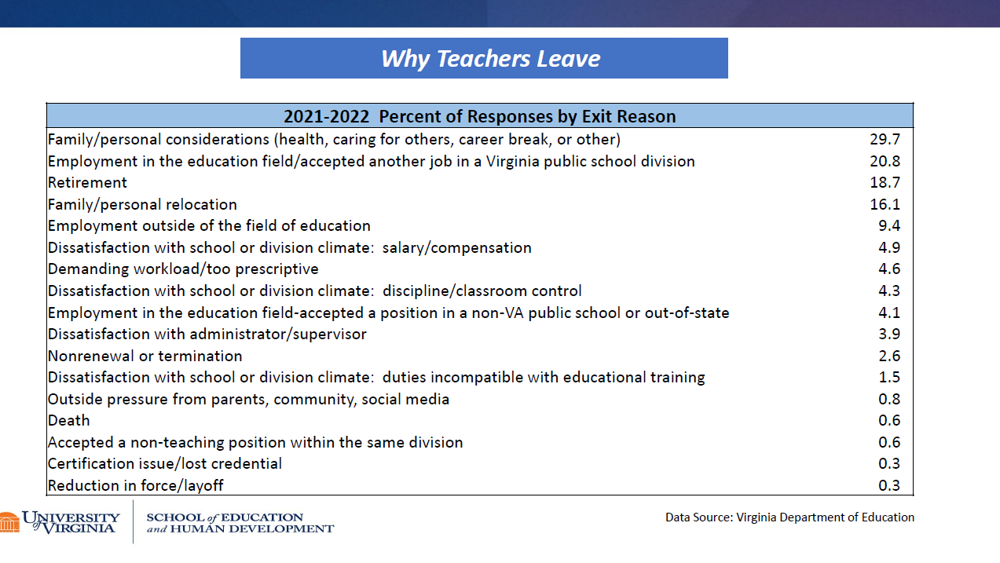 Why Teachers Leave
2021-2022 Percent of Responses by Exit Reason
Family/personal considerations (health, caring for others, career break, or other) 29.7
Employment in the education field/accepted another job in a Virginia public school division 20.8
Retirement 18.7
Family/personal relocation 16.1
Employment outside of the field of education 9.4
Dissatisfaction with school or division climate: salary/compensation 4.9
Demanding workload/too prescriptive 4.6
Dissatisfaction with school or division climate: discipline/classroom control 4.3
Employment in the education field-accepted a position in a non-VA public school or out-of-state 4.1
Dissatisfaction with administrator/supervisor 3.9
Nonrenewal or termination 2.6
Dissatisfaction with school or division climate: duties incompatible with educational training 1.5
Outside pressure from parents, community, social media 0.8
Death 0.6
Accepted a non-teaching position within the same division 0.6
Certification issue/lost credential 0.3
Reduction in force/layoff 0.3
UNIVERSITY
of VIRGINIA
SCHOOL of EDUCATION
and HUMAN DEVELOPMENT
Data Source: Virginia Department of Education